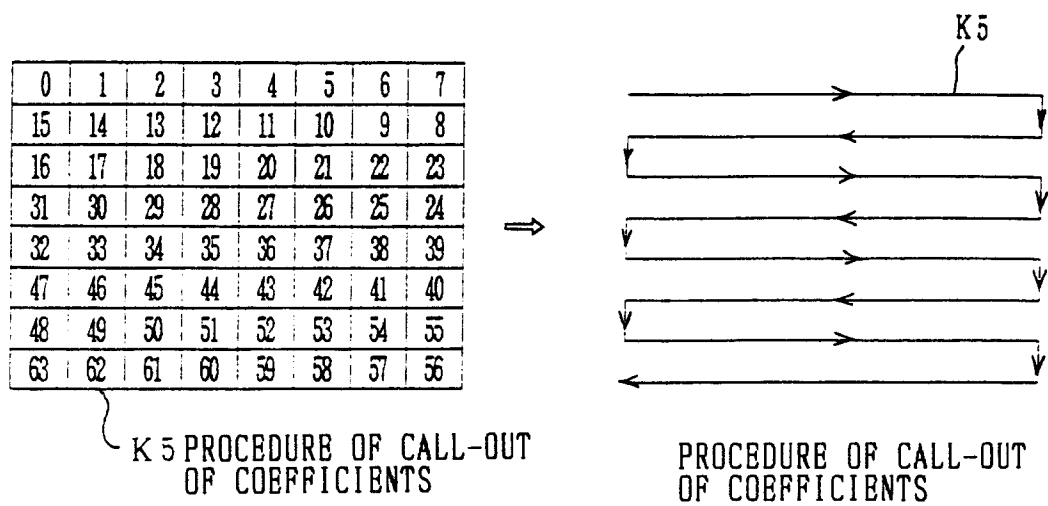 K5
0 1 2 3 4 5 6 7
15 14 13 12 11 10 9 8
16 17 18 19 20 21 22 23
31 30 29 28 27 26 25 24
32 33 34 35 36 37 38 39
47 46 45 44 43 42 41 40
48 49 50 51 52 53 54 55
63 62 61 60 59 58 57 56
K5 PROCEDURE OF CALL-OUT
OF COEFFICIENTS
PROCEDURE OF CALL-OUT
OF COEFFICIENTS